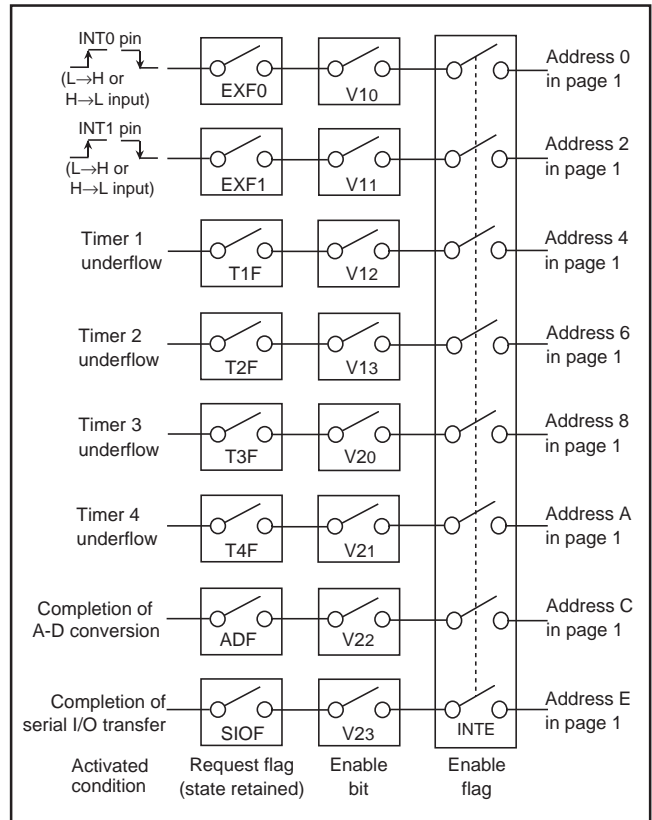 INT0 pin
(L→H or
H→L input)
EXF0
V10
Address 0
in page 1
INT1 pin
(L→H or
H→L input)
EXF1
V11
Address 2
in page 1
Timer 1
underflow
T1F
V12
Address 4
in page 1
Timer 2
underflow
T2F
V13
Address 6
in page 1
Timer 3
underflow
T3F
V20
Address 8
in page 1
Timer 4
underflow
T4F
V21
Address A
in page 1
Completion of
A-D conversion
ADF
V22
Address C
in page 1
Completion of
serial I/O transfer
SIOF
V23
INTE
Address E
in page 1
Activated
condition
Request flag
(state retained)
Enable
bit
Enable
flag